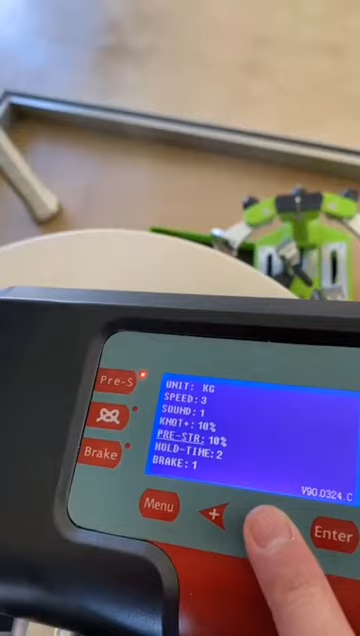 Pre-S
Brake
UNIT: KG
SPEED: 3
SOUND: 1
KNOT+: 10%
PRE-STR: 10%
HOLD-TIME: 2
BRAKE: 1
V90.0324.C
Menu
+
Enter